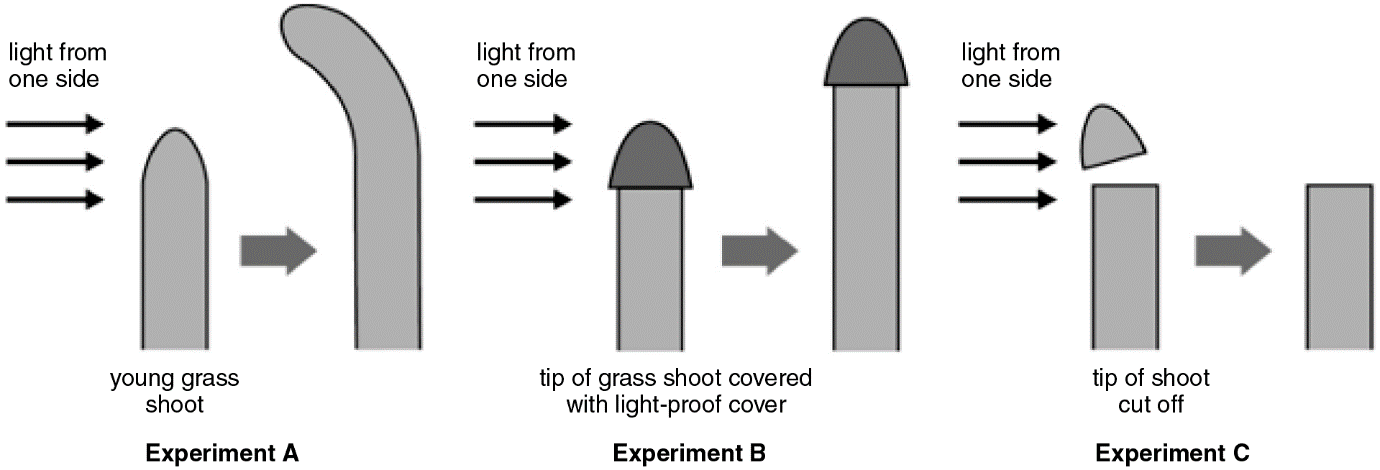 light from
one side
young grass
shoot
Experiment A
light from
one side
tip of grass shoot covered
with light-proof cover
Experiment B
light from
one side
tip of shoot
cut off
Experiment C